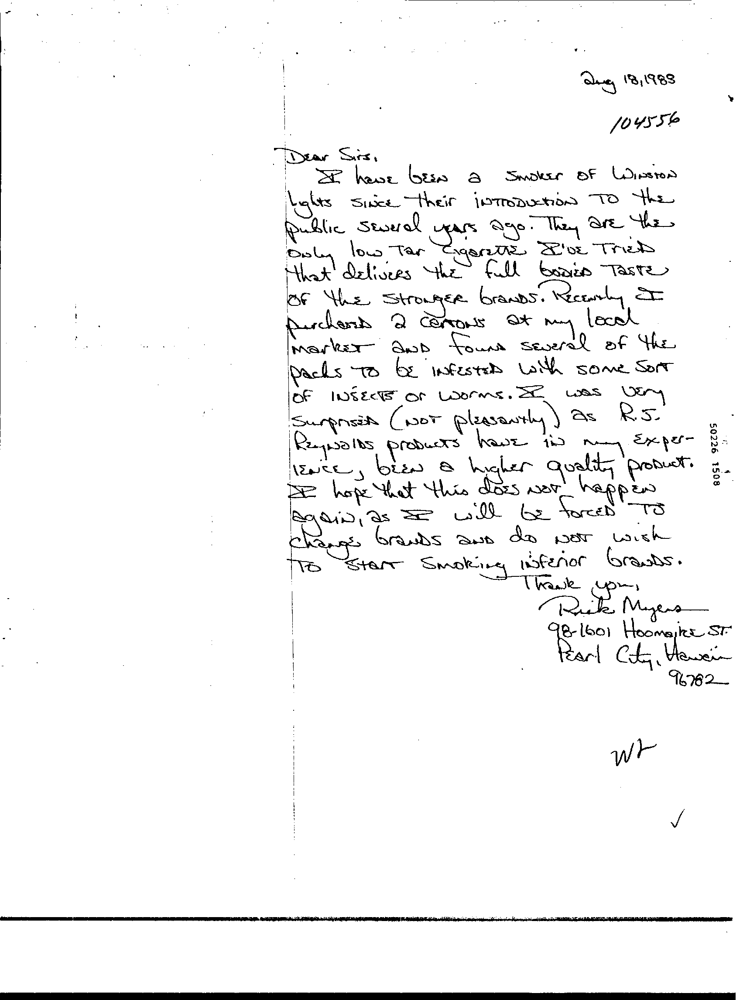 Aug 18, 1983
104556
Dear Sirs,
I have been a smoker of Winston
Lights since their introduction to the
public several years ago. They are the
only low tar cigarette I've tried
that delivers the full bodied taste
of the stronger brands. Recently I
purchased 2 cartons at my local
market and found several of the
packs to be infested with some sort
of insects or worms. I was very
surprised (not pleasantly) as R.J.
Reynolds products have in my exper-
ience, been a higher quality product.
I hope that this does not happen
again, as I will be forced to
change brands and do not wish
to start smoking inferior brands.
Thank you,
Rick Myers
98-1601 Hoomaike St.
Pearl City, Hawaii
96782
WL
50226 1508